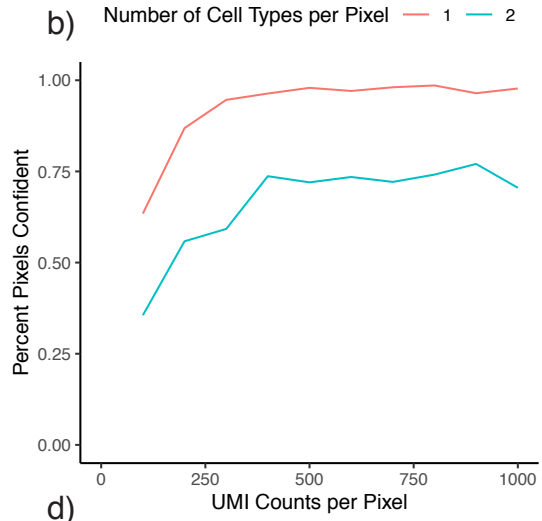 b) Number of Cell Types per Pixel 1 2
1.00
0.75
0.50
0.25
0.00
Percent Pixels Confident
0 250 500 750 1000
UMI Counts per Pixel
d)